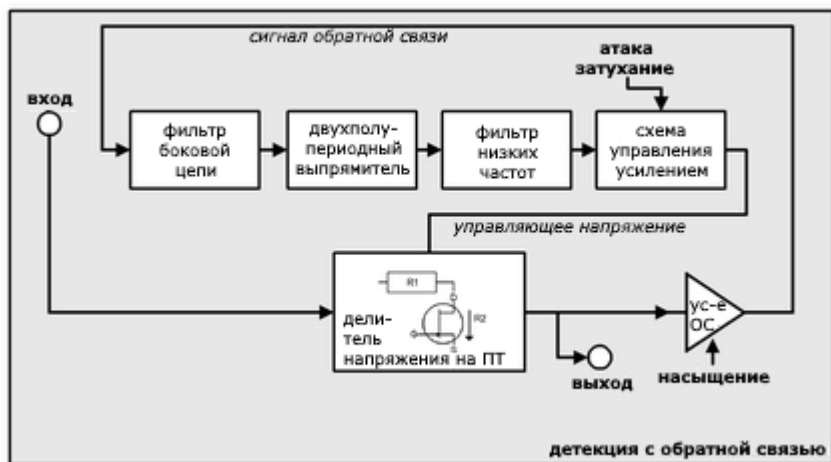 сигнал обратной связи
атака
затухание
вход
фильтр
боковой
цепи
двухполу-
периодный
выпрямитель
фильтр
низких
частот
схема
управления
усилением
управляющее напряжение
R1
R2
дели-
тель
напряжения на ПТ
ус-е
ОС
выход
насыщение
детекция с обратной связью